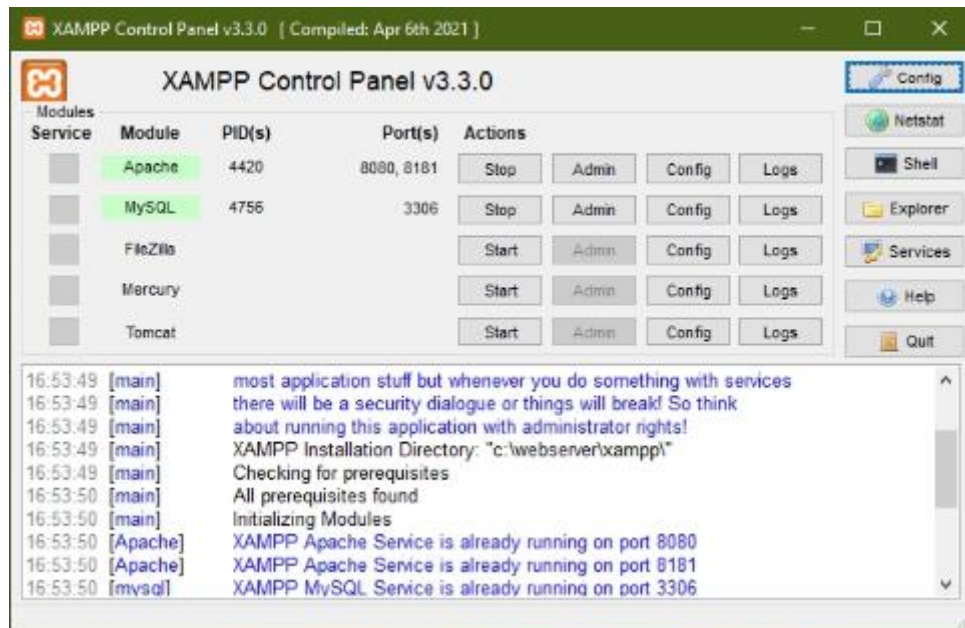 XAMPP Control Panel v3.3.0 [ Compiled: Apr 6th 2021 ]
XAMPP Control Panel v3.3.0
Config
Modules
Service Module PID(s) Port(s) Actions
Netstat
Apache 4420 8080, 8181 Stop Admin Config Logs
Shell
MySQL 4756 3306 Stop Admin Config Logs
Explorer
FileZilla Start Admin Config Logs
Services
Mercury Start Admin Config Logs
Help
Tomcat Start Admin Config Logs
Quit
16:53:49 [main] most application stuff but whenever you do something with services
16:53:49 [main] there will be a security dialogue or things will break! So think
16:53:49 [main] about running this application with administrator rights!
16:53:49 [main] XAMPP Installation Directory: "c:\webserver\xampp\"
16:53:49 [main] Checking for prerequisites
16:53:50 [main] All prerequisites found
16:53:50 [main] Initializing Modules
16:53:50 [Apache] XAMPP Apache Service is already running on port 8080
16:53:50 [Apache] XAMPP Apache Service is already running on port 8181
16:53:50 [mysql] XAMPP MySQL Service is already running on port 3306